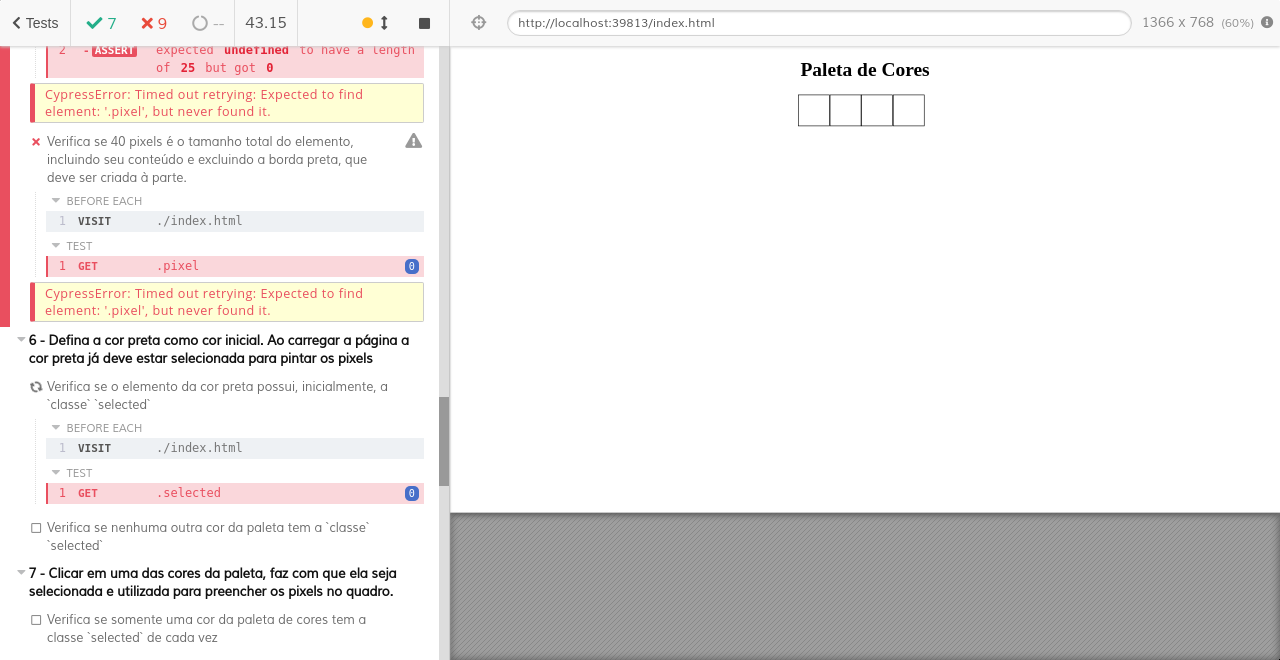 Tests
7
9
--
43.15
http://localhost:39813/index.html
1366 x 768 (60%)
2 -ASSERT expected undefined to have a length
of 25 but got 0
CypressError: Timed out retrying: Expected to find
element: '.pixel', but never found it.
Verifica se 40 pixels é o tamanho total do elemento,
incluindo seu conteúdo e excluindo a borda preta, que
deve ser criada à parte.
BEFORE EACH
1 VISIT ./index.html
TEST
1 GET .pixel 0
CypressError: Timed out retrying: Expected to find
element: '.pixel', but never found it.
6 - Defina a cor preta como cor inicial. Ao carregar a página a
cor preta já deve estar selecionada para pintar os pixels
Verifica se o elemento da cor preta possui, inicialmente, a
`classe` `selected`
BEFORE EACH
1 VISIT ./index.html
TEST
1 GET .selected 0
Verifica se nenhuma outra cor da paleta tem a `classe`
`selected`
7 - Clicar em uma das cores da paleta, faz com que ela seja
selecionada e utilizada para preencher os pixels no quadro.
Verifica se somente uma cor da paleta de cores tem a
classe `selected` de cada vez
Paleta de Cores